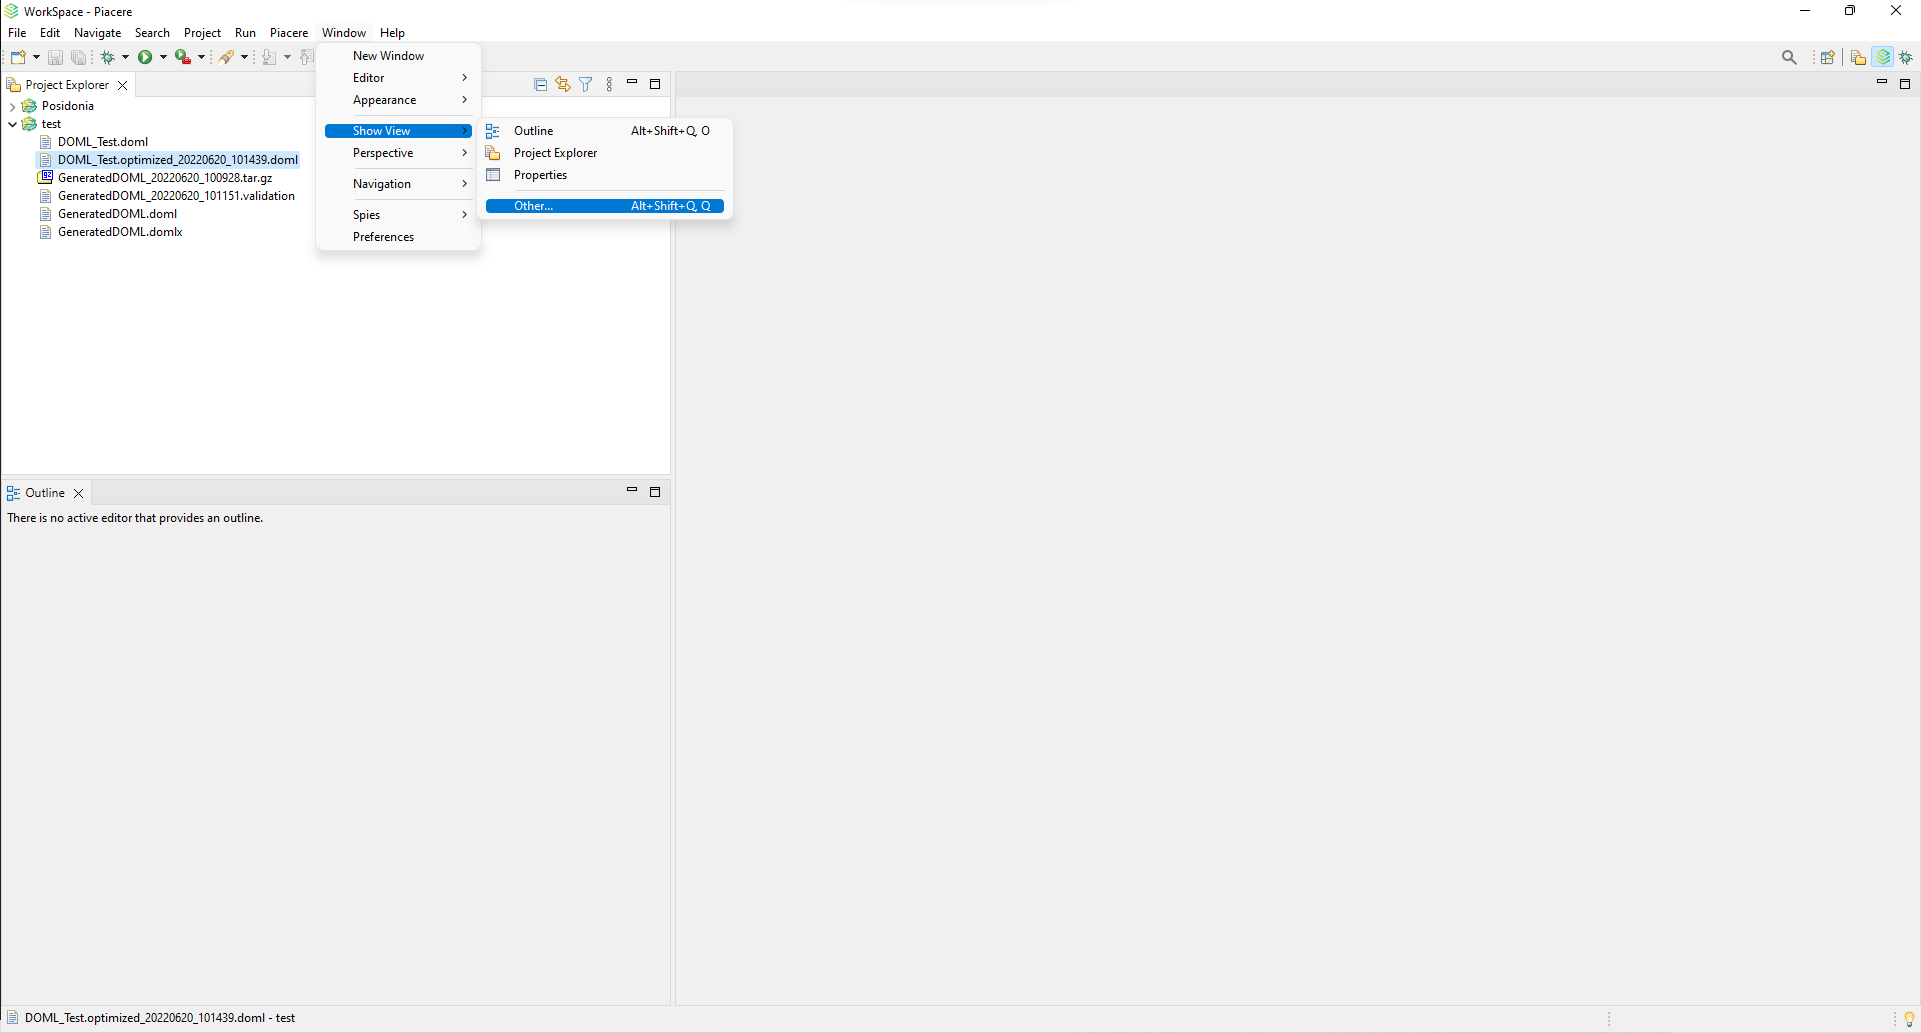 WorkSpace - Piacere
File Edit Navigate Search Project Run Piacere Window Help
Project Explorer
Posidonia
test
DOML_Test.doml
DOML_Test.optimized_20220620_101439.doml
GeneratedDOML_20220620_100928.tar.gz
GeneratedDOML_20220620_101151.validation
GeneratedDOML.doml
GeneratedDOML.domlx
New Window
Editor
Appearance
Show View
Perspective
Navigation
Spies
Preferences
Outline Alt+Shift+Q, O
Project Explorer
Properties
Other... Alt+Shift+Q, Q
Outline
There is no active editor that provides an outline.
DOML_Test.optimized_20220620_101439.doml - test